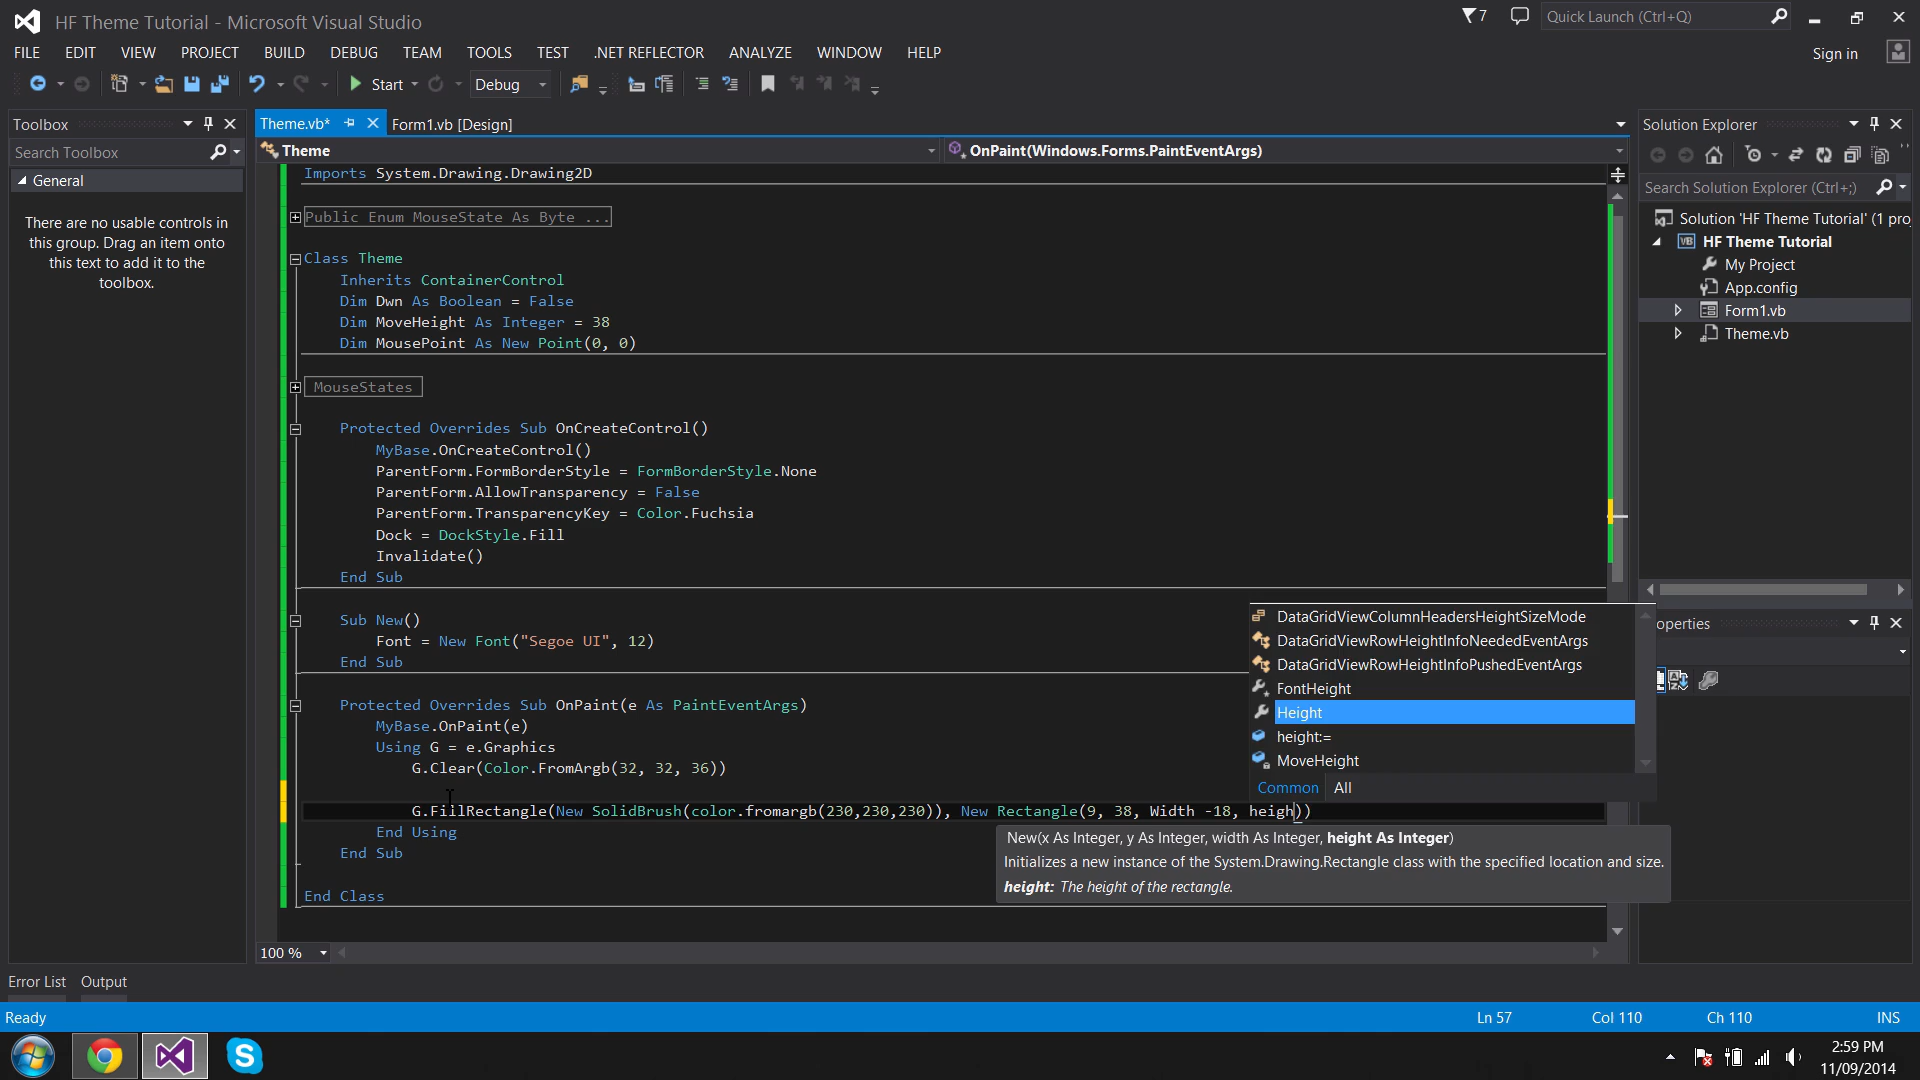 HF Theme Tutorial - Microsoft Visual Studio
7
Quick Launch (Ctrl+Q)
FILE EDIT VIEW PROJECT BUILD DEBUG TEAM TOOLS TEST .NET REFLECTOR ANALYZE WINDOW HELP
Sign in
Start
Debug
Toolbox
Search Toolbox
General
There are no usable controls in
this group. Drag an item onto
this text to add it to the
toolbox.
Theme.vb* Form1.vb [Design]
Theme
OnPaint(Windows.Forms.PaintEventArgs)
Imports System.Drawing.Drawing2D
Public Enum MouseState As Byte ...
Class Theme
Inherits ContainerControl
Dim Dwn As Boolean = False
Dim MoveHeight As Integer = 38
Dim MousePoint As New Point(0, 0)
MouseStates
Protected Overrides Sub OnCreateControl()
MyBase.OnCreateControl()
ParentForm.FormBorderStyle = FormBorderStyle.None
ParentForm.AllowTransparency = False
ParentForm.TransparencyKey = Color.Fuchsia
Dock = DockStyle.Fill
Invalidate()
End Sub
Sub New()
Font = New Font("Segoe UI", 12)
End Sub
Protected Overrides Sub OnPaint(e As PaintEventArgs)
MyBase.OnPaint(e)
Using G = e.Graphics
G.Clear(Color.FromArgb(32, 32, 36))
G.FillRectangle(New SolidBrush(color.fromargb(230,230,230)), New Rectangle(9, 38, Width -18, heigh))
End Using
End Sub
End Class
DataGridViewColumnHeadersHeightSizeMode
DataGridViewRowHeightInfoNeededEventArgs
DataGridViewRowHeightInfoPushedEventArgs
FontHeight
Height
height:=
MoveHeight
Common All
New(x As Integer, y As Integer, width As Integer, height As Integer)
Initializes a new instance of the System.Drawing.Rectangle class with the specified location and size.
height: The height of the rectangle.
100 %
Solution Explorer
Search Solution Explorer (Ctrl+;)
Solution 'HF Theme Tutorial' (1 pro
VB HF Theme Tutorial
My Project
App.config
Form1.vb
Theme.vb
operties
Error List Output
Ready
Ln 57 Col 110 Ch 110 INS
2:59 PM
11/09/2014